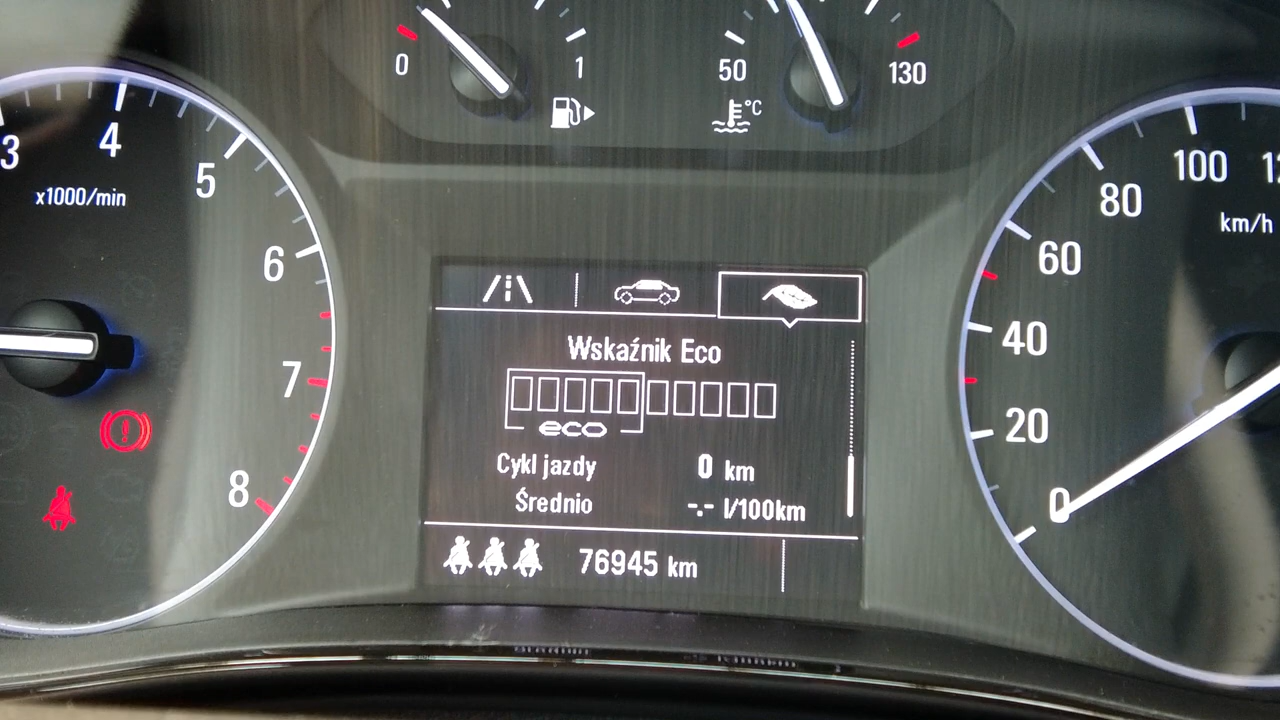 0 1 50 130
°C
3 4 5 6 7 8
x1000/min
0 20 40 60 80 100
km/h
Wskaźnik Eco
eco
Cykl jazdy 0 km
Średnio -.- l/100km
76945 km